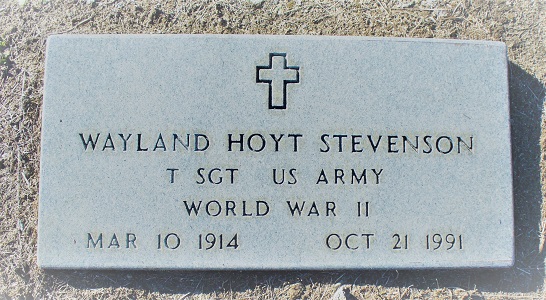 WAYLAND HOYT STEVENSON
T SGT US ARMY
WORLD WAR II
MAR 10 1914 OCT 21 1991